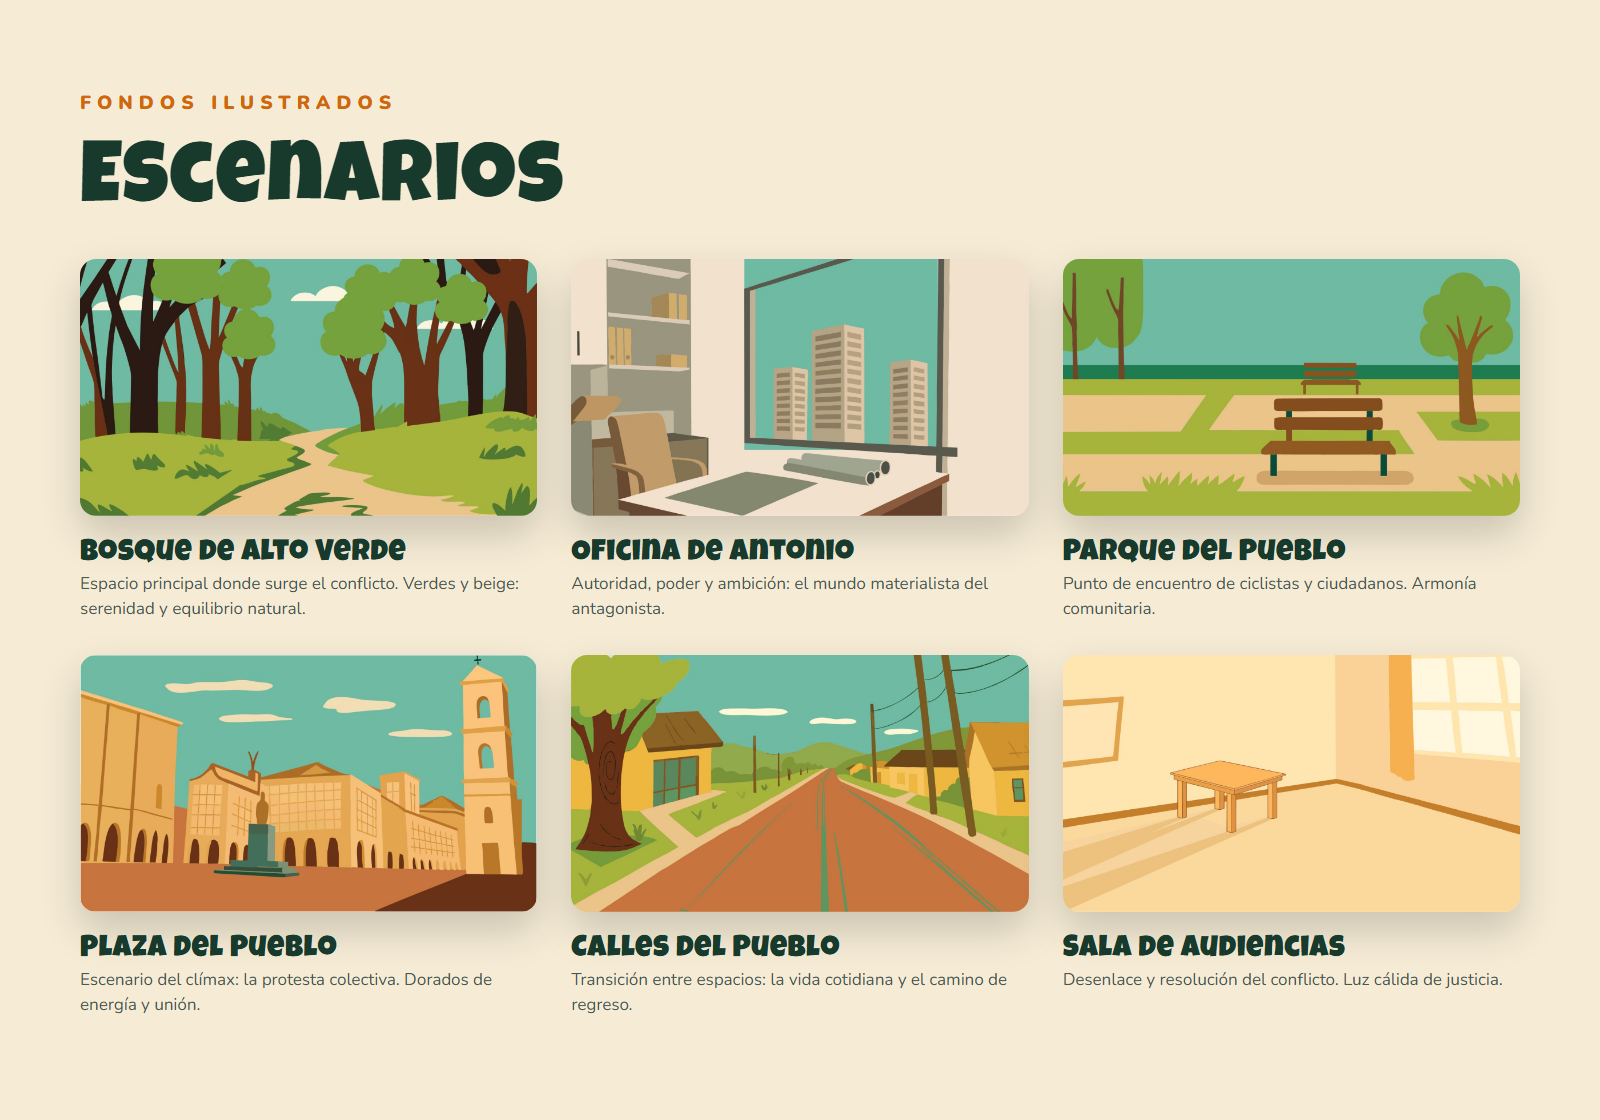 FONDOS ILUSTRADOS
ESCENARIOS
BOSQUE DE ALTO VERDE
Espacio principal donde surge el conflicto. Verdes y beige:
serenidad y equilibrio natural.
OFICINA DE ANTONIO
Autoridad, poder y ambición: el mundo materialista del
antagonista.
PARQUE DEL PUEBLO
Punto de encuentro de ciclistas y ciudadanos. Armonía
comunitaria.
PLAZA DEL PUEBLO
Escenario del clímax: la protesta colectiva. Dorados de
energía y unión.
CALLES DEL PUEBLO
Transición entre espacios: la vida cotidiana y el camino de
regreso.
SALA DE AUDIENCIAS
Desenlace y resolución del conflicto. Luz cálida de justicia.